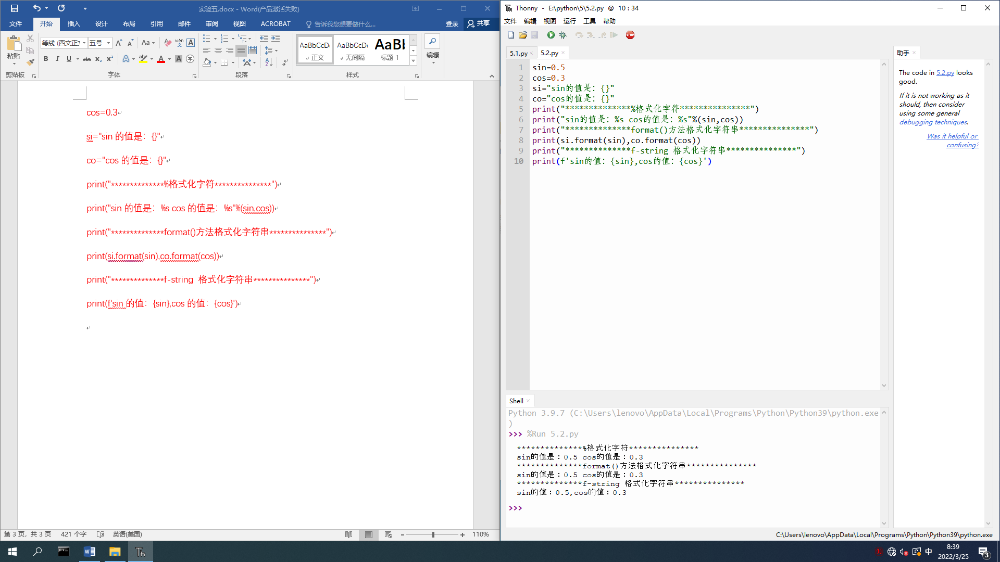 实验五.docx - Word(产品激活失败)
文件 开始 插入 设计 布局 引用 邮件 审阅 视图 ACROBAT 告诉我您想要做什么... 登录 共享
粘贴 等线 (西文正文 五号
剪贴板 字体 段落 样式 编辑
AaBbCcDc AaBbCcDc AaBb
正文 无间隔 标题 1
cos=0.3
si="sin 的值是：{}"
co="cos 的值是：{}"
print("**************%格式化字符***************")
print("sin 的值是：%s cos 的值是：%s"%(sin,cos))
print("**************format()方法格式化字符串***************")
print(si.format(sin),co.format(cos))
print("**************f-string 格式化字符串***************")
print(f'sin 的值：{sin},cos 的值：{cos}')
第 3 页，共 3 页 421 个字 英语(美国) 110%
Thonny - E:\python\5\5.2.py @ 10 : 34
文件 编辑 视图 运行 工具 帮助
5.1.py 5.2.py
1 sin=0.5
2 cos=0.3
3 si="sin的值是：{}"
4 co="cos的值是：{}"
5 print("**************%格式化字符***************")
6 print("sin的值是：%s cos的值是：%s"%(sin,cos))
7 print("**************format()方法格式化字符串***************")
8 print(si.format(sin),co.format(cos))
9 print("**************f-string 格式化字符串***************")
10 print(f'sin的值：{sin},cos的值：{cos}')
助手
The code in 5.2.py looks
good.
If it is not working as it
should, then consider
using some general
debugging techniques.
Was it helpful or
confusing?
Shell
Python 3.9.7 (C:\Users\lenovo\AppData\Local\Programs\Python\Python39\python.exe
)
>>> %Run 5.2.py
**************%格式化字符***************
sin的值是：0.5 cos的值是：0.3
**************format()方法格式化字符串***************
sin的值是：0.5 cos的值是：0.3
**************f-string 格式化字符串***************
sin的值：0.5,cos的值：0.3
>>>
C:\Users\lenovo\AppData\Local\Programs\Python\Python39\python.exe
中
8:39
2022/3/25
3